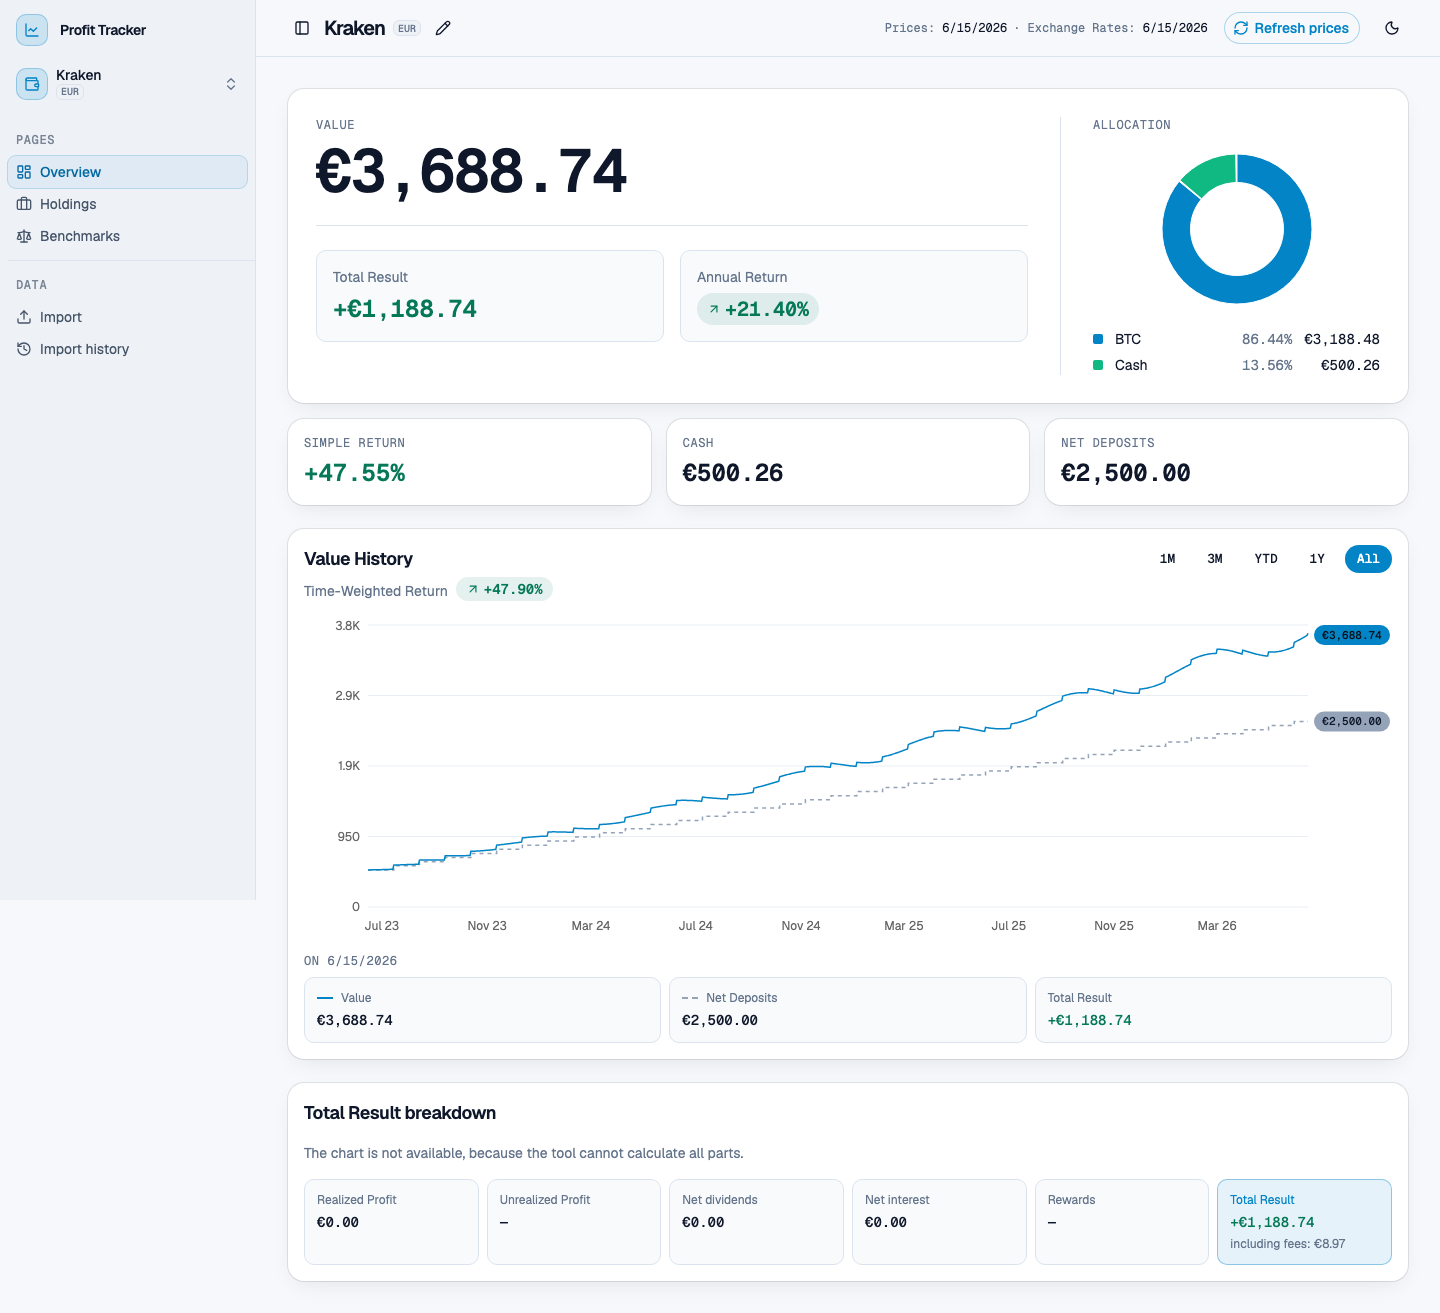 Profit Tracker
Kraken
EUR
PAGES
Overview
Holdings
Benchmarks
DATA
Import
Import history
Kraken EUR
Prices: 6/15/2026 · Exchange Rates: 6/15/2026
Refresh prices
VALUE
€3,688.74
Total Result
+€1,188.74
Annual Return
+21.40%
ALLOCATION
BTC 86.44% €3,188.48
Cash 13.56% €500.26
SIMPLE RETURN
+47.55%
CASH
€500.26
NET DEPOSITS
€2,500.00
Value History
1M 3M YTD 1Y All
Time-Weighted Return +47.90%
3.8K
2.9K
1.9K
950
0
€3,688.74
€2,500.00
Jul 23 Nov 23 Mar 24 Jul 24 Nov 24 Mar 25 Jul 25 Nov 25 Mar 26
ON 6/15/2026
Value
€3,688.74
Net Deposits
€2,500.00
Total Result
+€1,188.74
Total Result breakdown
The chart is not available, because the tool cannot calculate all parts.
Realized Profit
€0.00
Unrealized Profit
—
Net dividends
€0.00
Net interest
€0.00
Rewards
—
Total Result
+€1,188.74
including fees: €8.97